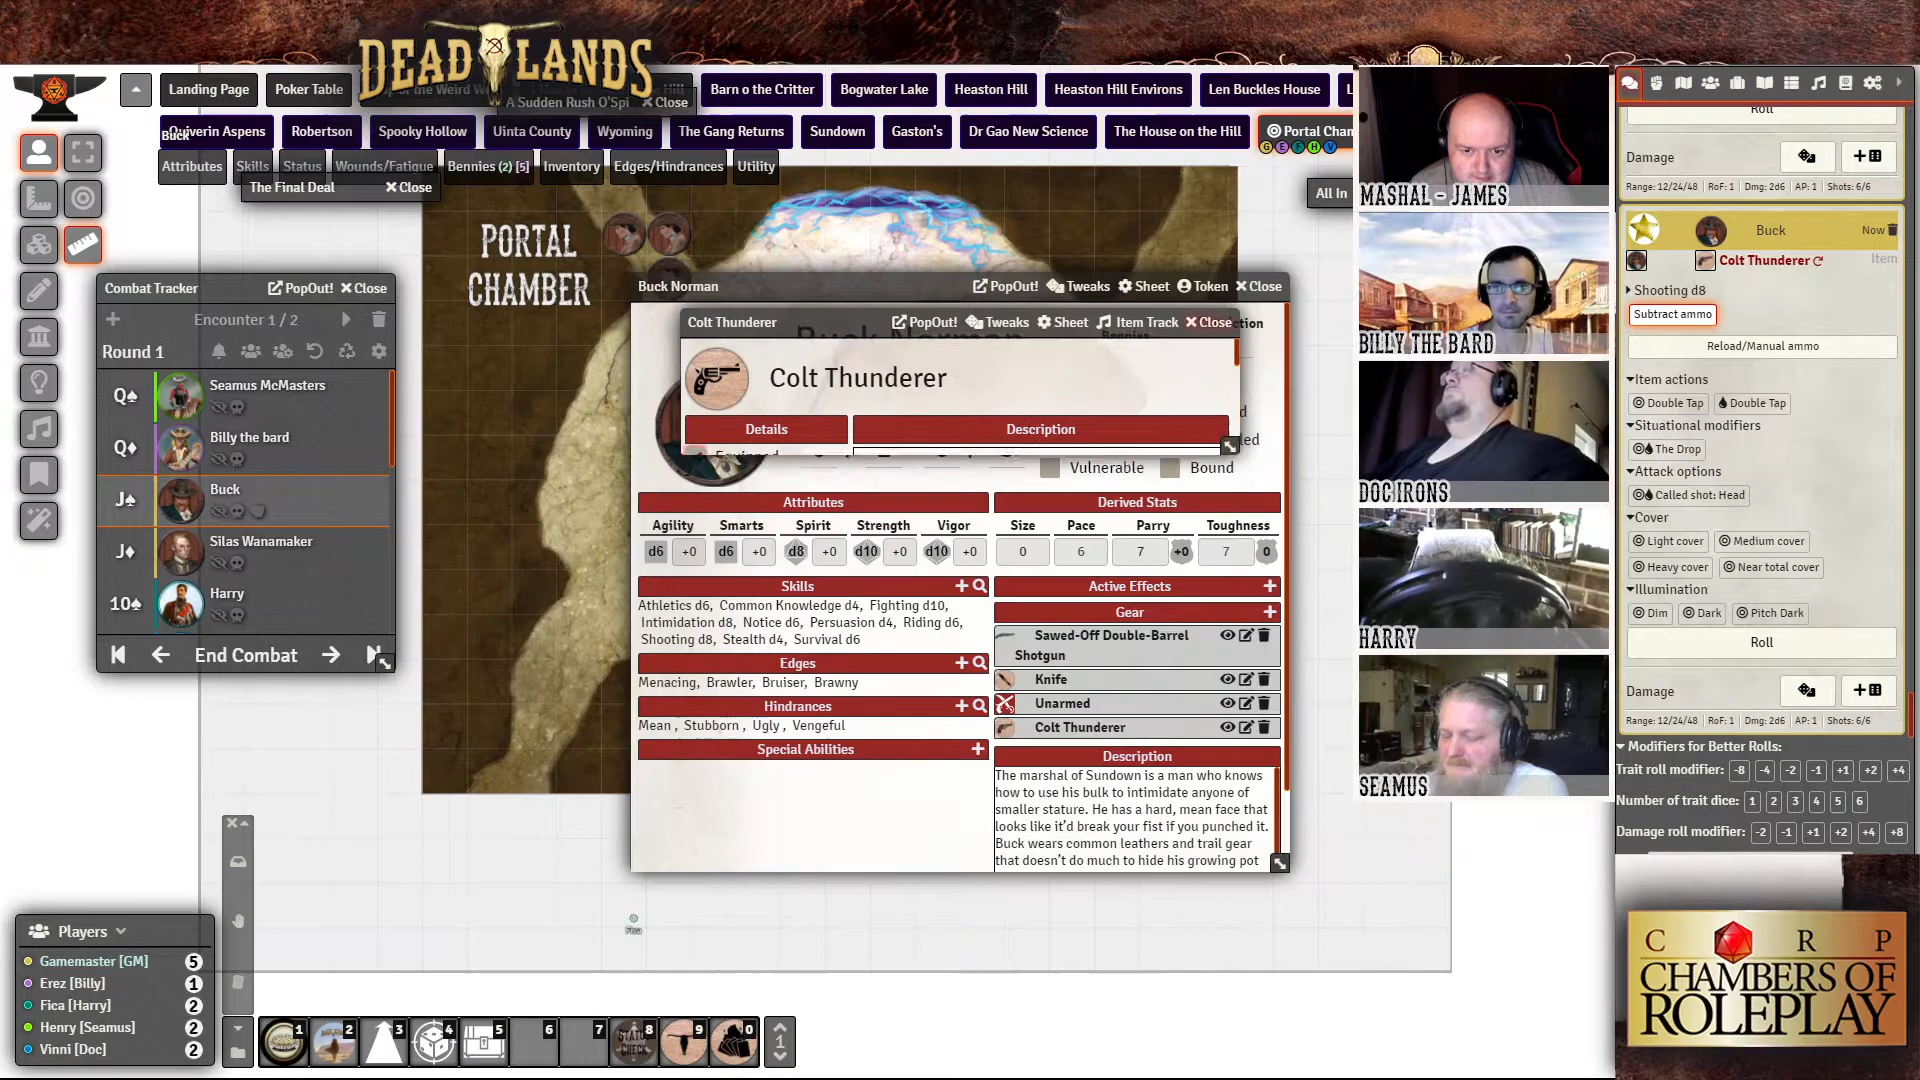 DEADLANDS
Landing Page
Poker Table
A Sudden Rush O'Spi
Close
Barn o the Critter
Bogwater Lake
Heaston Hill
Heaston Hill Environs
Len Buckles House
L
Quiverin Aspens
Buck
Robertson
Spooky Hollow
Uinta County
Wyoming
The Gang Returns
Sundown
Gaston's
Dr Gao New Science
The House on the Hill
Portal Cham
G E F H V
Attributes
Skills
Status
Wounds/Fatigue
Bennies (2) [5]
Inventory
Edges/Hindrances
Utility
The Final Deal
Close
All In
PORTAL
CHAMBER
Combat Tracker
PopOut!
Close
Encounter 1 / 2
Round 1
Q♠ Seamus McMasters
Q♦ Billy the bard
J♠ Buck
J♦ Silas Wanamaker
10♠ Harry
End Combat
Buck Norman
PopOut! Tweaks Sheet Token Close
Colt Thunderer
PopOut! Tweaks Sheet Item Track Close
Colt Thunderer
Details
Description
Vulnerable
Bound
Attributes
Agility Smarts Spirit Strength Vigor
d6 +0 d6 +0 d8 +0 d10 +0 d10 +0
Derived Stats
Size Pace Parry Toughness
0 6 7 +0 7 0
Skills
Athletics d6, Common Knowledge d4, Fighting d10,
Intimidation d8, Notice d6, Persuasion d4, Riding d6,
Shooting d8, Stealth d4, Survival d6
Edges
Menacing, Brawler, Bruiser, Brawny
Hindrances
Mean , Stubborn , Ugly , Vengeful
Special Abilities
Active Effects
Gear
Sawed-Off Double-Barrel
Shotgun
Knife
Unarmed
Colt Thunderer
Description
The marshal of Sundown is a man who knows
how to use his bulk to intimidate anyone of
smaller stature. He has a hard, mean face that
looks like it'd break your fist if you punched it.
Buck wears common leathers and trail gear
that doesn't do much to hide his growing pot
Fica
Players
Gamemaster [GM] 5
Erez [Billy] 1
Fica [Harry] 2
Henry [Seamus] 2
Vinni [Doc] 2
1 2 3 4 5 6 7 8 9 0
STATUS
CHECK
1
MASHAL - JAMES
BILLY THE BARD
DOC IRONS
HARRY
SEAMUS
Roll
Damage
Range: 12/24/48 RoF: 1 Dmg: 2d6 AP: 1 Shots: 6/6
Buck
Now
Colt Thunderer
Item
Shooting d8
Subtract ammo
Reload/Manual ammo
Item actions
Double Tap
Double Tap
Situational modifiers
The Drop
Attack options
Called shot: Head
Cover
Light cover
Medium cover
Heavy cover
Near total cover
Illumination
Dim
Dark
Pitch Dark
Roll
Damage
Range: 12/24/48 RoF: 1 Dmg: 2d6 AP: 1 Shots: 6/6
Modifiers for Better Rolls:
Trait roll modifier: -8 -4 -2 -1 +1 +2 +4
Number of trait dice: 1 2 3 4 5 6
Damage roll modifier: -2 -1 +1 +2 +4 +8
C R P
CHAMBERS OF
ROLEPLAY